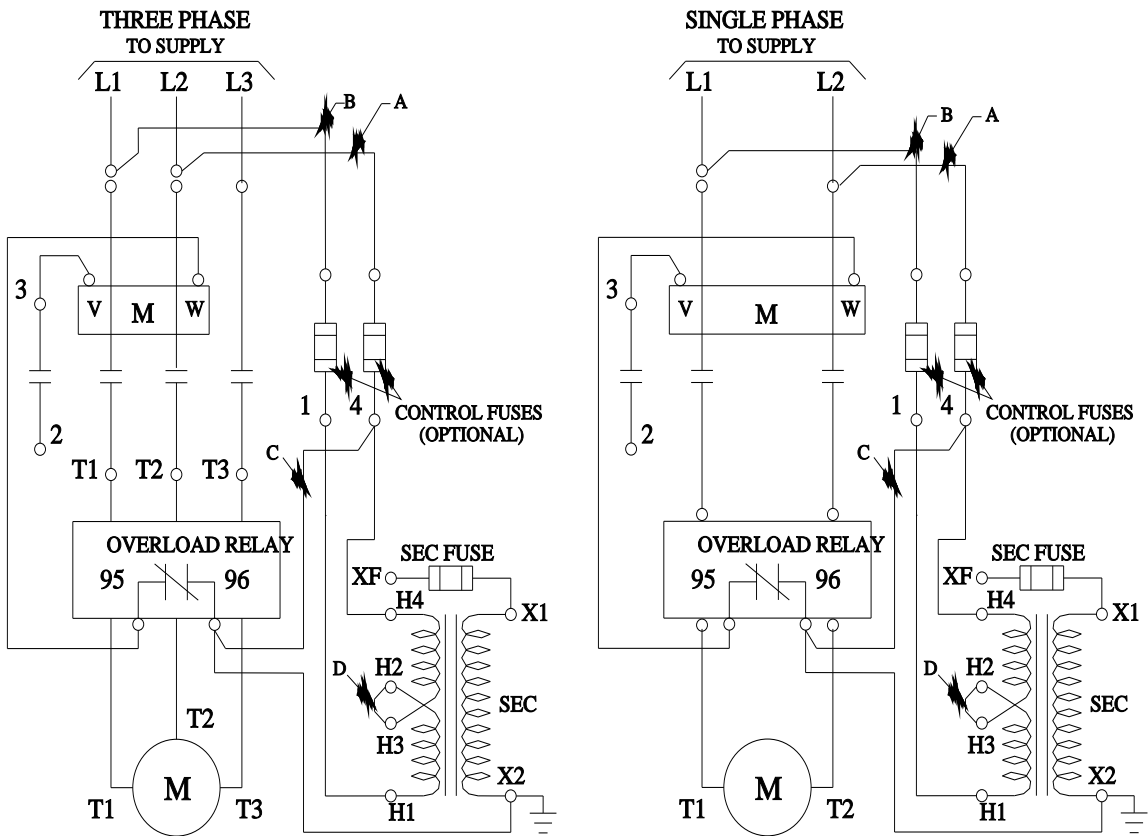 THREE PHASE
TO SUPPLY
L1 L2 L3
B A
3
V M W
1 4
CONTROL FUSES
(OPTIONAL)
2
C
T1 T2 T3
OVERLOAD RELAY
95 96
SEC FUSE
XF
H4 X1
D H2
SEC
H3
T2
X2
M
T1 T3
H1
SINGLE PHASE
TO SUPPLY
L1 L2
B A
3
V M W
1 4
CONTROL FUSES
(OPTIONAL)
2
C
OVERLOAD RELAY
95 96
SEC FUSE
XF
H4 X1
D H2
SEC
H3
X2
M
T1 T2
H1